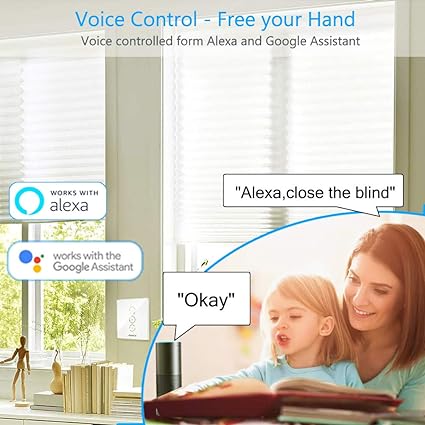 Voice Control - Free your Hand
Voice controlled form Alexa and Google Assistant
WORKS WITH
alexa
"Alexa,close the blind"
works with the
Google Assistant
"Okay"